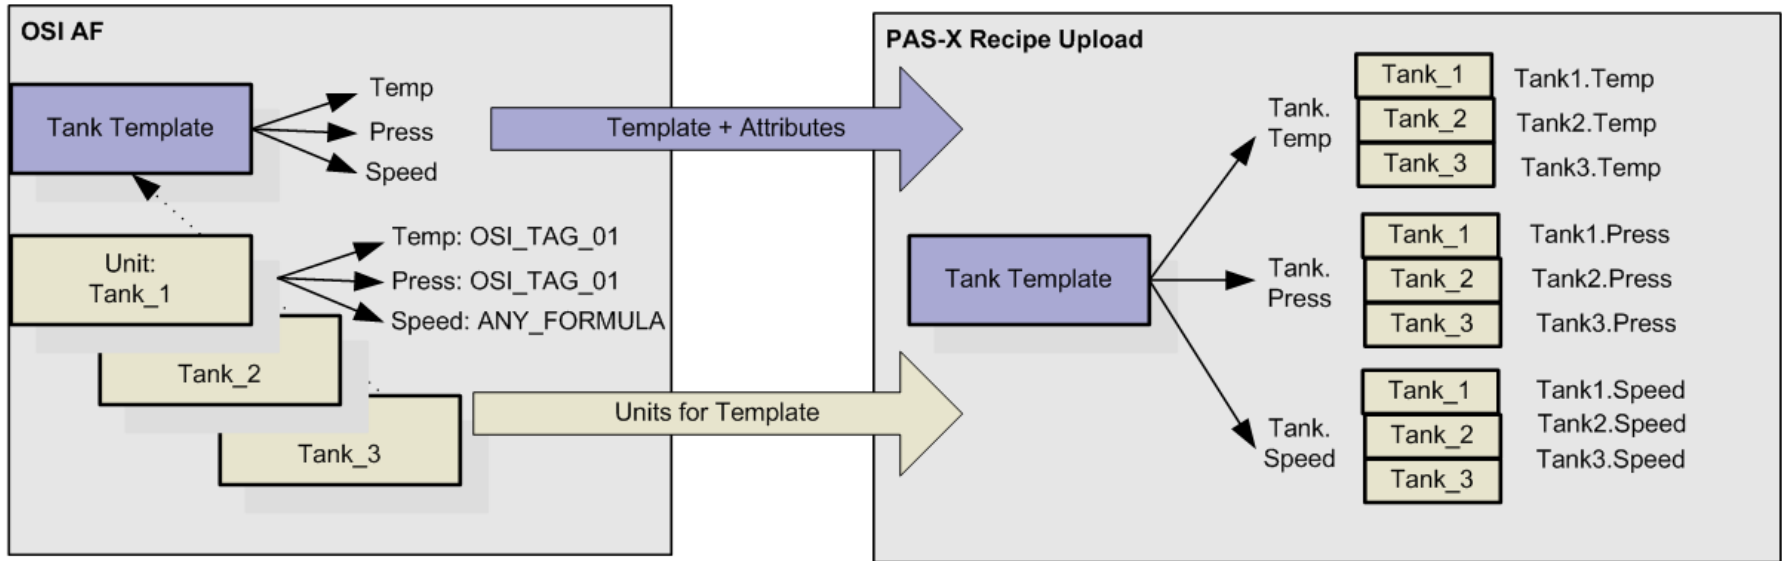 OSI AF
Tank Template
Temp
Press
Speed
Unit:
Tank_1
Temp: OSI_TAG_01
Press: OSI_TAG_01
Speed: ANY_FORMULA
Tank_2
Tank_3
Template + Attributes
Units for Template
PAS-X Recipe Upload
Tank Template
Tank.
Temp
Tank_1
Tank1.Temp
Tank_2
Tank2.Temp
Tank_3
Tank3.Temp
Tank.
Press
Tank_1
Tank1.Press
Tank_2
Tank2.Press
Tank_3
Tank3.Press
Tank.
Speed
Tank_1
Tank1.Speed
Tank_2
Tank2.Speed
Tank_3
Tank3.Speed